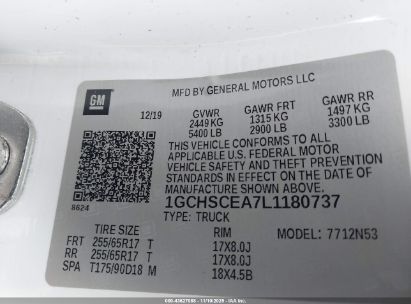 GM
MFD BY GENERAL MOTORS LLC
12/19 GVWR GAWR FRT GAWR RR
2449 KG 1315 KG 1497 KG
5400 LB 2900 LB 3300 LB
THIS VEHICLE CONFORMS TO ALL
APPLICABLE U.S. FEDERAL MOTOR
VEHICLE SAFETY AND THEFT PREVENTION
STANDARDS IN EFFECT ON THE DATE OF
MANUFACTURE SHOWN ABOVE.
8624 1GCHSCEA7L1180737
TYPE: TRUCK MODEL: 7712N53
TIRE SIZE RIM
FRT 255/65R17 T 17X8.0J
RR 255/65R17 T 17X8.0J
SPA T175/90D18 M 18X4.5B